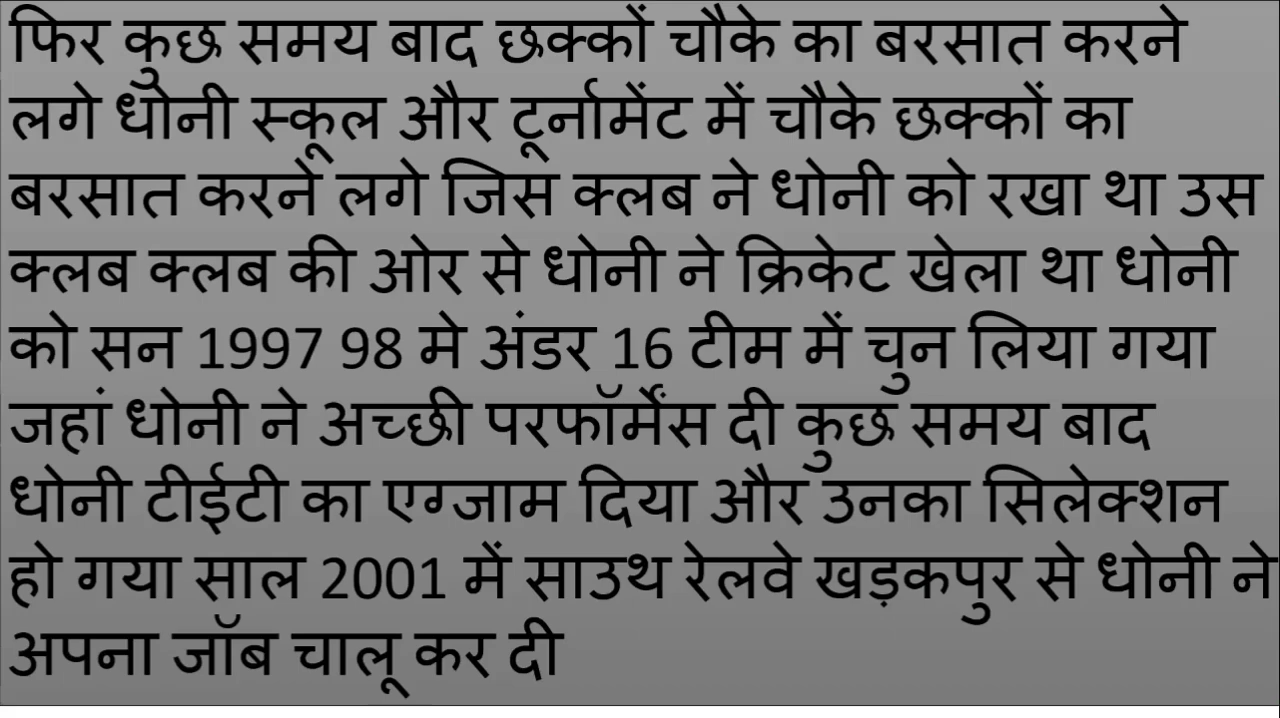 फिर कुछ समय बाद छक्कों चौके का बरसात करने
लगे धोनी स्कूल और टूर्नामेंट में चौके छक्कों का
बरसात करने लगे जिस क्लब ने धोनी को रखा था उस
क्लब क्लब की ओर से धोनी ने क्रिकेट खेला था धोनी
को सन 1997 98 मे अंडर 16 टीम में चुन लिया गया
जहां धोनी ने अच्छी परफॉर्मेंस दी कुछ समय बाद
धोनी टीईटी का एग्जाम दिया और उनका सिलेक्शन
हो गया साल 2001 में साउथ रेलवे खड़कपुर से धोनी ने
अपना जॉब चालू कर दी